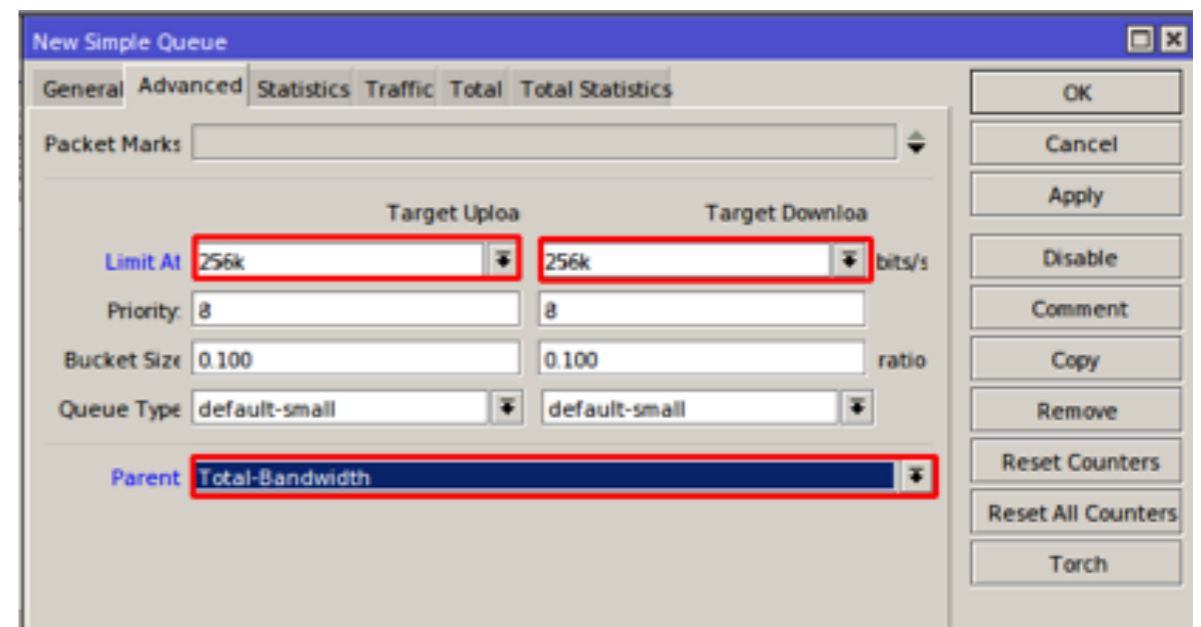 New Simple Queue
General Advanced Statistics Traffic Total Total Statistics
Packet Marks
Target Uploa Target Downloa
Limit At 256k 256k bits/s
Priority: 8 8
Bucket Size 0.100 0.100 ratio
Queue Type default-small default-small
Parent Total-Bandwidth
OK
Cancel
Apply
Disable
Comment
Copy
Remove
Reset Counters
Reset All Counters
Torch